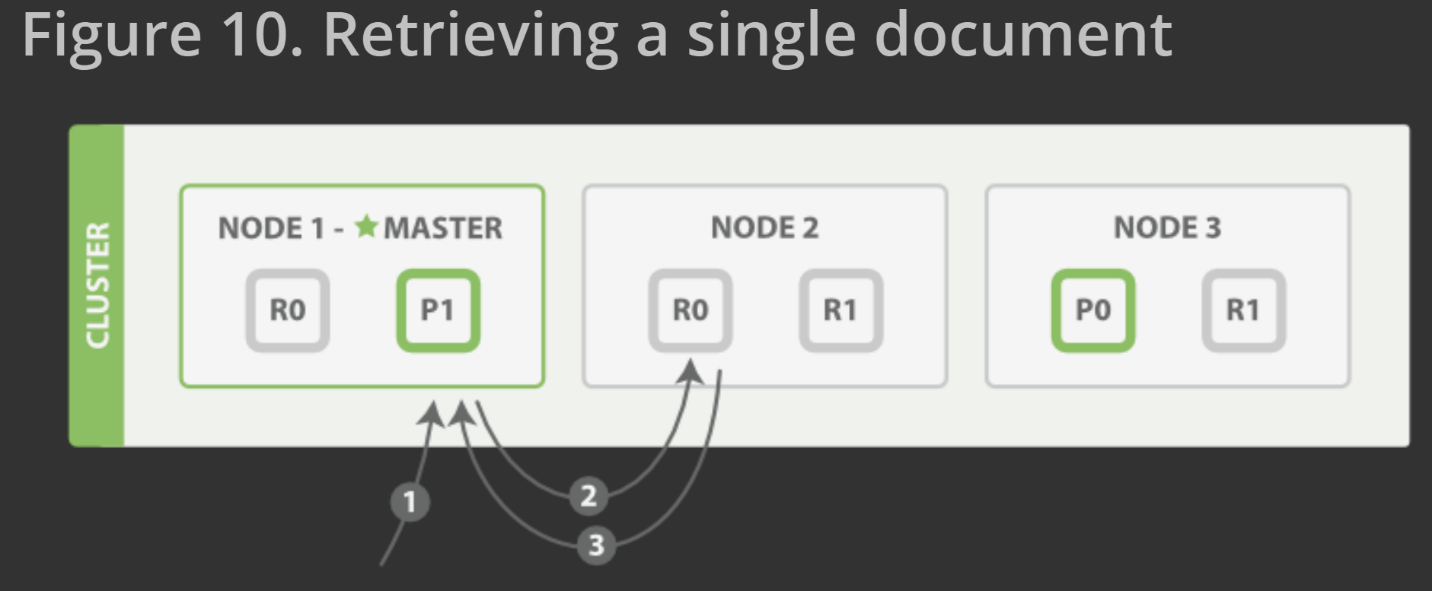 Figure 10. Retrieving a single document
CLUSTER
NODE 1 - ★MASTER
R0
P1
NODE 2
R0
R1
NODE 3
P0
R1
1
2
3